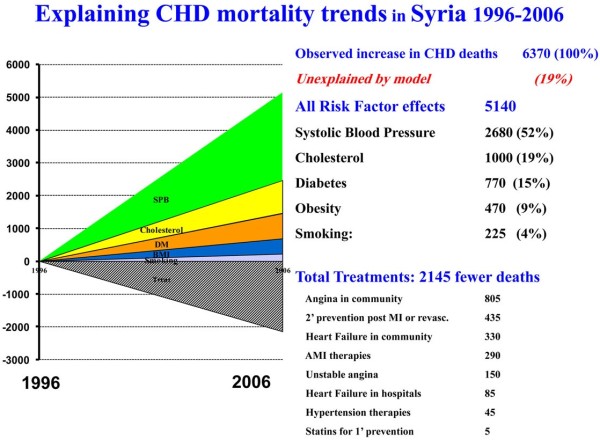 Explaining CHD mortality trends in Syria 1996-2006
Observed increase in CHD deaths 6370 (100%)
Unexplained by model (19%)
All Risk Factor effects 5140
Systolic Blood Pressure 2680 (52%)
Cholesterol 1000 (19%)
Diabetes 770 (15%)
Obesity 470 (9%)
Smoking: 225 (4%)
Total Treatments: 2145 fewer deaths
Angina in community 805
2' prevention post MI or revasc. 435
Heart Failure in community 330
AMI therapies 290
Unstable angina 150
Heart Failure in hospitals 85
Hypertension therapies 45
Statins for 1' prevention 5
6000
5000
4000
3000
2000
1000
0
-1000
-2000
-3000
SPB
Cholesterol
DM
BMI
Smoking
Treat
1996
2006
1996
2006